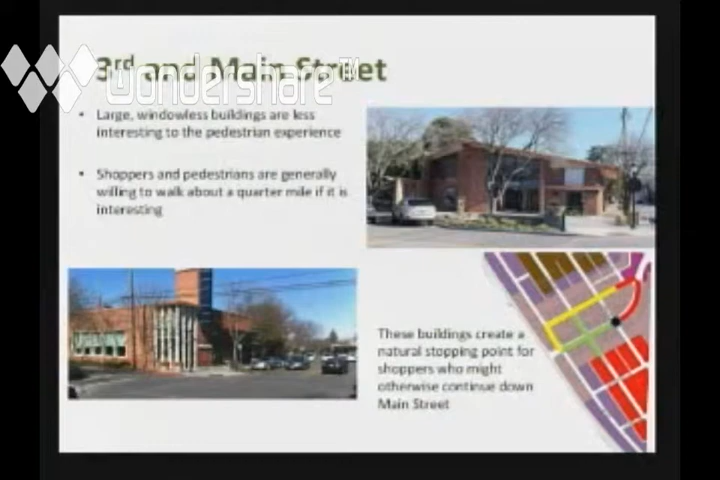 3rd and Main Street
wondershare™
• Large, windowless buildings are less
interesting to the pedestrian experience
• Shoppers and pedestrians are generally
willing to walk about a quarter mile if it is
interesting
These buildings create a
natural stopping point for
shoppers who might
otherwise continue down
Main Street